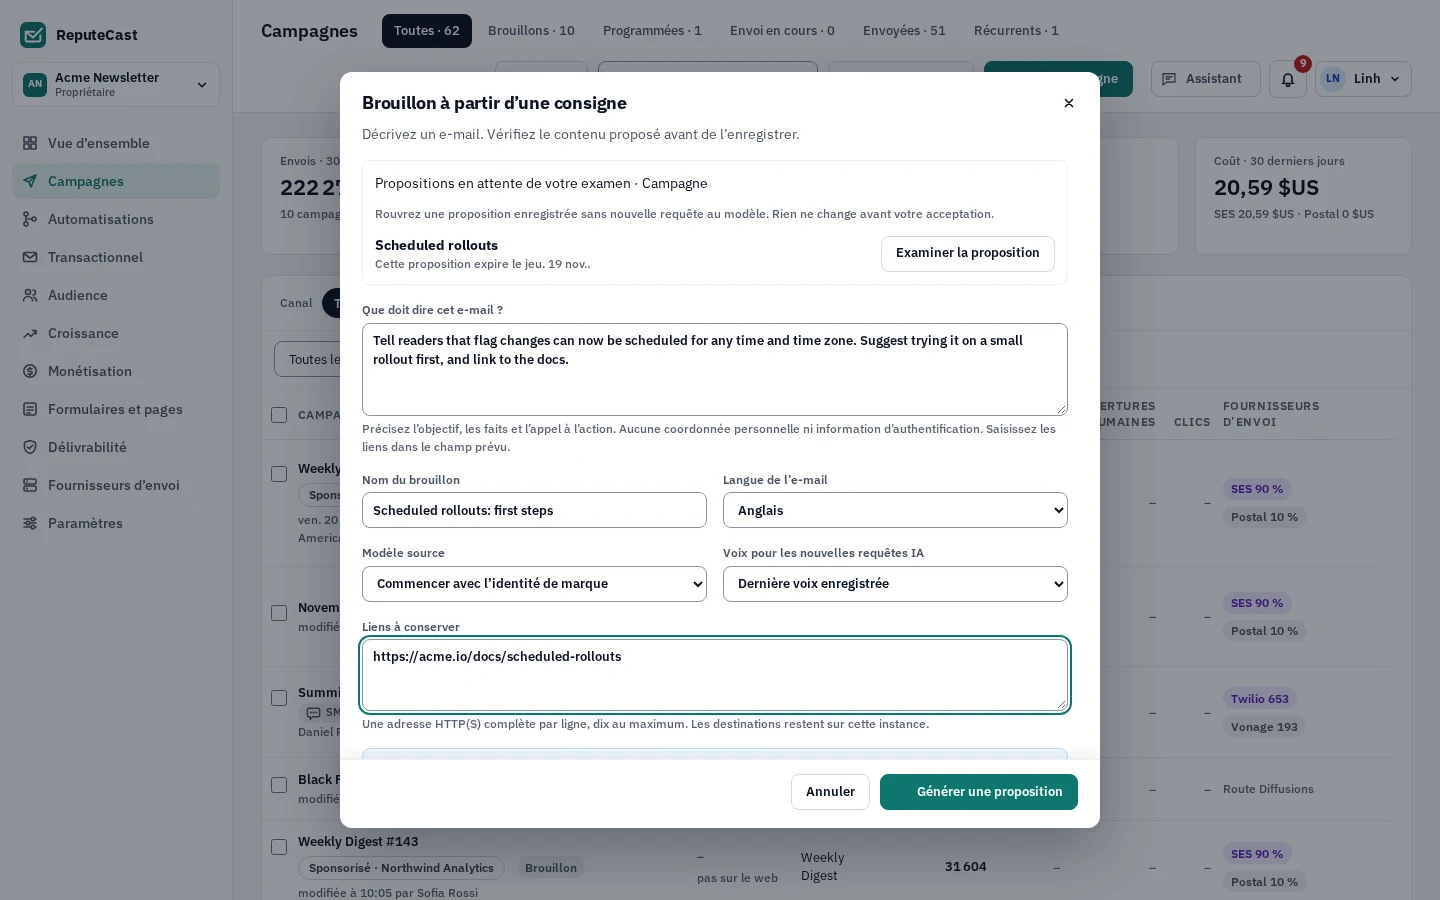 ReputeCast
AN
Acme Newsletter
Propriétaire
Vue d’ensemble
Campagnes
Automatisations
Transactionnel
Audience
Croissance
Monétisation
Formulaires et pages
Délivrabilité
Fournisseurs d’envoi
Paramètres
Campagnes
Toutes · 62
Brouillons · 10
Programmées · 1
Envoi en cours · 0
Envoyées · 51
Récurrents · 1
Assistant
9
LN
Linh
Envois · 30
10 campag
Coût · 30 derniers jours
20,59 $US
SES 20,59 $US · Postal 0 $US
Canal
Toutes le
Brouillon à partir d’une consigne
Décrivez un e-mail. Vérifiez le contenu proposé avant de l’enregistrer.
Propositions en attente de votre examen · Campagne
Rouvrez une proposition enregistrée sans nouvelle requête au modèle. Rien ne change avant votre acceptation.
Scheduled rollouts
Cette proposition expire le jeu. 19 nov..
Examiner la proposition
Que doit dire cet e-mail ?
Tell readers that flag changes can now be scheduled for any time and time zone. Suggest trying it on a small
rollout first, and link to the docs.
Précisez l’objectif, les faits et l’appel à l’action. Aucune coordonnée personnelle ni information d’authentification. Saisissez les
liens dans le champ prévu.
Nom du brouillon
Scheduled rollouts: first steps
Langue de l’e-mail
Anglais
Modèle source
Commencer avec l’identité de marque
Voix pour les nouvelles requêtes IA
Dernière voix enregistrée
Liens à conserver
https://acme.io/docs/scheduled-rollouts
Une adresse HTTP(S) complète par ligne, dix au maximum. Les destinations restent sur cette instance.
Annuler
Générer une proposition
CLICS
FOURNISSEURS
D’ENVOI
Weekly
ven. 20
SES 90 %
Postal 10 %
SES 90 %
Postal 10 %
Twilio 653
Vonage 193
Daniel
Route Diffusions
Weekly Digest #143
Sponsorisé · Northwind Analytics
Brouillon
modifiée à 10:05 par Sofia Rossi
–
pas sur le web
Weekly
Digest
31 604
–
–
–
SES 90 %
Postal 10 %